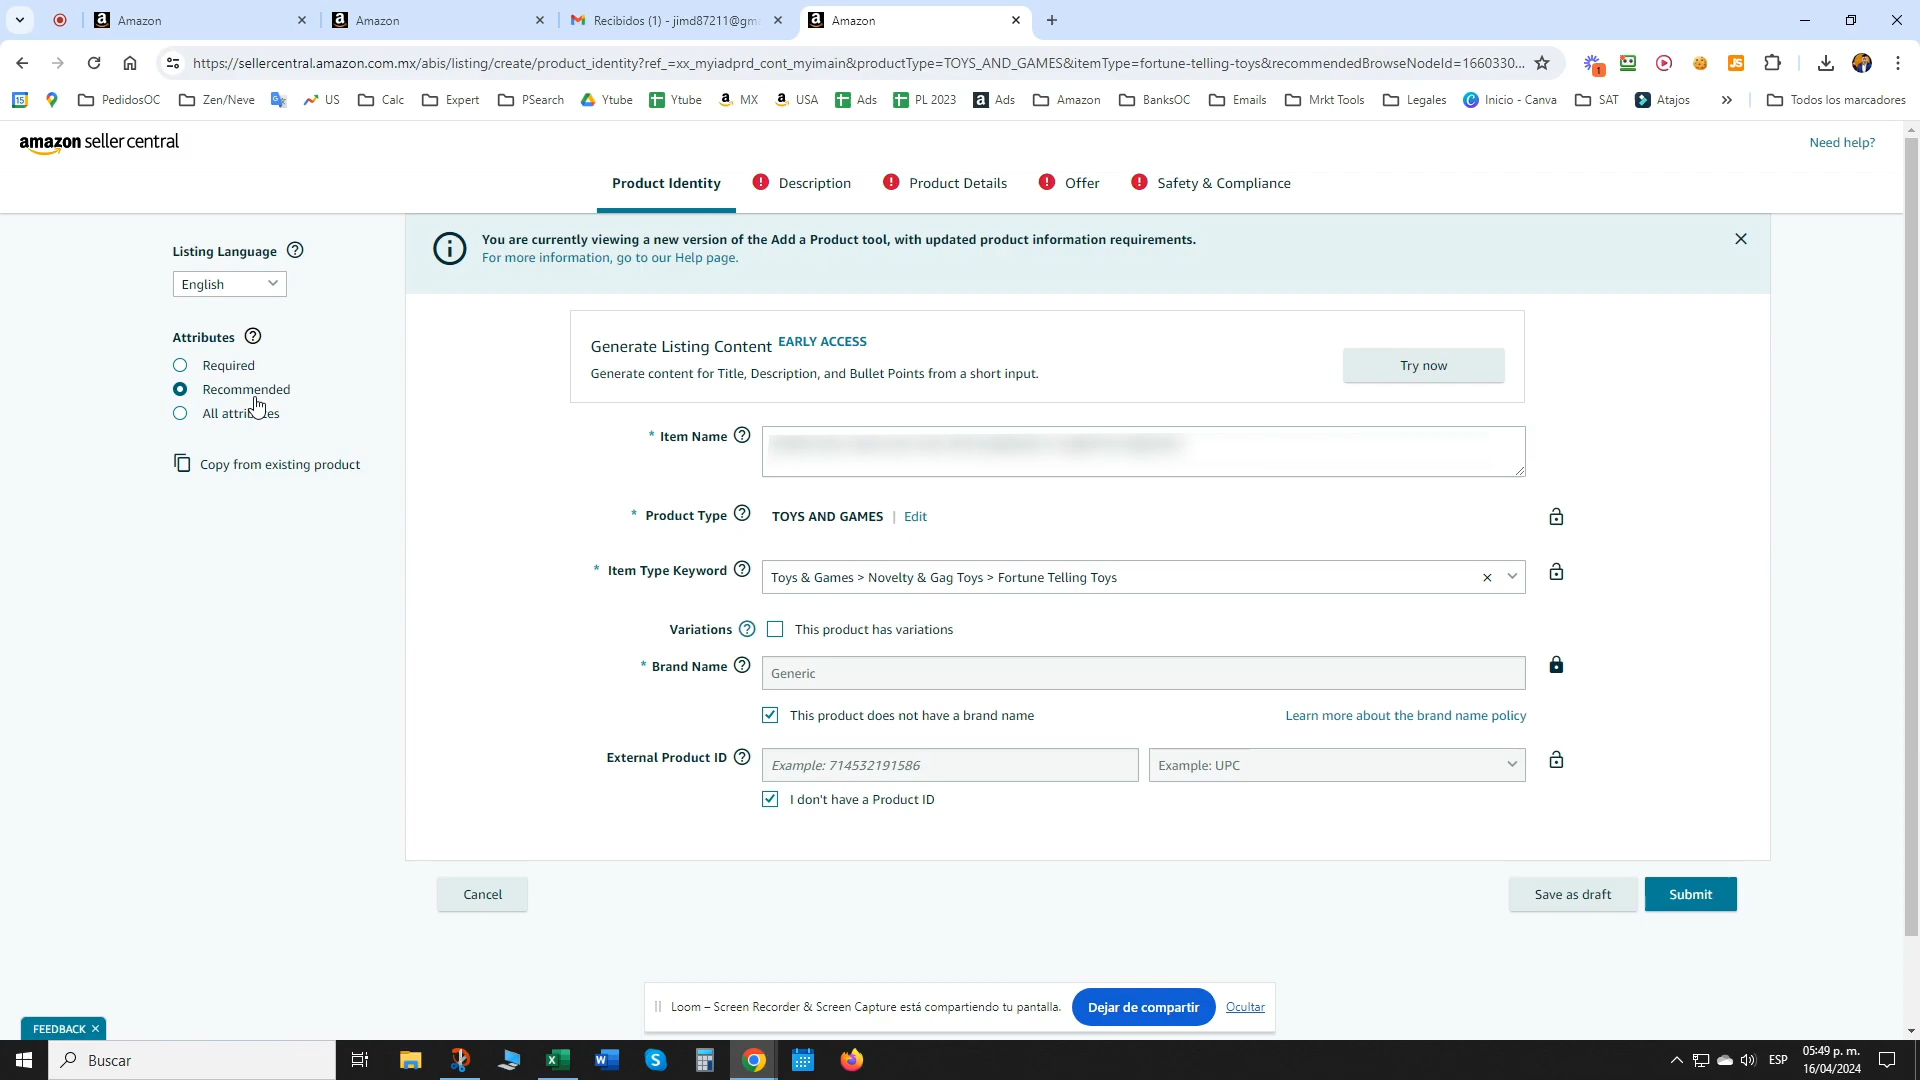 Amazon
Amazon
Recibidos (1) - jimd87211@gm
Amazon
https://sellercentral.amazon.com.mx/abis/listing/create/product_identity?ref_=xx_myiadprd_cont_myimain&productType=TOYS_AND_GAMES&itemType=fortune-telling-toys&recommendedBrowseNodeId=1660330...
1
15
PedidosOC
Zen/Neve
US
Calc
Expert
PSearch
Ytube
Ytube
MX
USA
Ads
PL 2023
Ads
Amazon
BanksOC
Emails
Mrkt Tools
Legales
Inicio - Canva
SAT
Atajos
»
Todos los marcadores
amazon seller central
Need help?
Product Identity
Description
Product Details
Offer
Safety & Compliance
You are currently viewing a new version of the Add a Product tool, with updated product information requirements.
For more information, go to our Help page.
Listing Language
English
Attributes
Required
Recommended
All attributes
Copy from existing product
Generate Listing Content EARLY ACCESS
Generate content for Title, Description, and Bullet Points from a short input.
Try now
* Item Name
* Product Type
TOYS AND GAMES | Edit
* Item Type Keyword
Toys & Games > Novelty & Gag Toys > Fortune Telling Toys
Variations
This product has variations
* Brand Name
Generic
This product does not have a brand name
Learn more about the brand name policy
External Product ID
Example: 714532191586
Example: UPC
I don't have a Product ID
Cancel
Save as draft
Submit
Loom – Screen Recorder & Screen Capture está compartiendo tu pantalla.
Dejar de compartir
Ocultar
FEEDBACK
Buscar
ESP
05:49 p. m.
16/04/2024